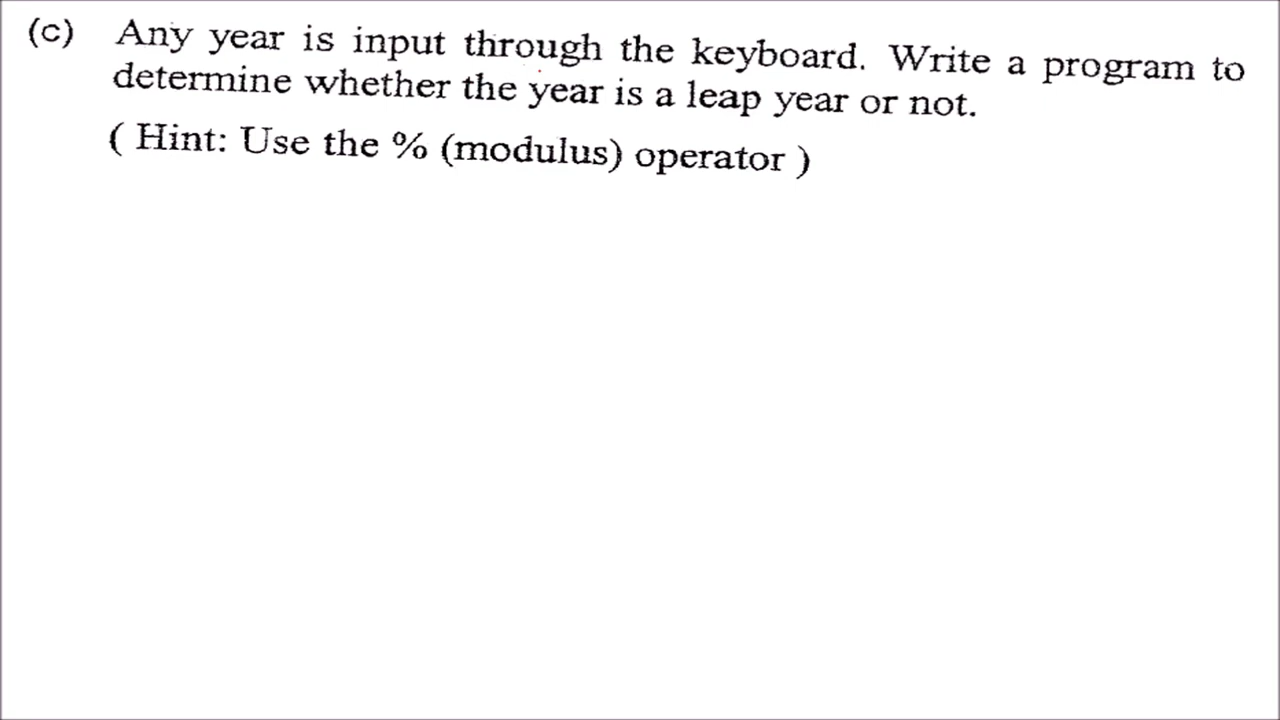 (c) Any year is input through the keyboard. Write a program to
determine whether the year is a leap year or not.
( Hint: Use the % (modulus) operator )